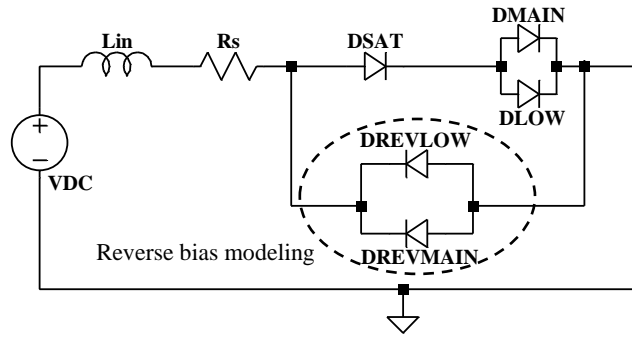 DMAIN
Lin
Rs
DSAT
DLOW
+
−
VDC
DREVLOW
Reverse bias modeling
DREVMAIN